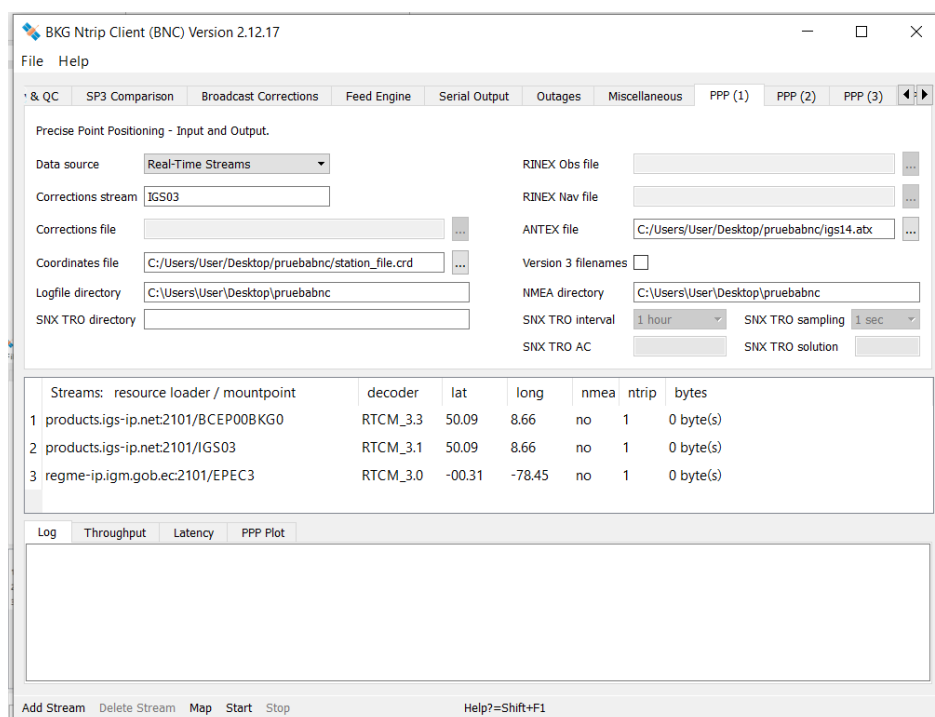 BKG Ntrip Client (BNC) Version 2.12.17
File Help
& QC SP3 Comparison Broadcast Corrections Feed Engine Serial Output Outages Miscellaneous PPP (1) PPP (2) PPP (3)
Precise Point Positioning - Input and Output.
Data source Real-Time Streams RINEX Obs file ...
Corrections stream IGS03 RINEX Nav file ...
Corrections file ... ANTEX file C:/Users/User/Desktop/pruebabnc/igs14.atx ...
Coordinates file C:/Users/User/Desktop/pruebabnc/station_file.crd ... Version 3 filenames
Logfile directory C:\Users\User\Desktop\pruebabnc NMEA directory C:\Users\User\Desktop\pruebabnc
SNX TRO directory SNX TRO interval 1 hour SNX TRO sampling 1 sec
SNX TRO AC SNX TRO solution
Streams: resource loader / mountpoint decoder lat long nmea ntrip bytes
1 products.igs-ip.net:2101/BCEP00BKG0 RTCM_3.3 50.09 8.66 no 1 0 byte(s)
2 products.igs-ip.net:2101/IGS03 RTCM_3.1 50.09 8.66 no 1 0 byte(s)
3 regme-ip.igm.gob.ec:2101/EPEC3 RTCM_3.0 -00.31 -78.45 no 1 0 byte(s)
Log Throughput Latency PPP Plot
Add Stream Delete Stream Map Start Stop Help?=Shift+F1